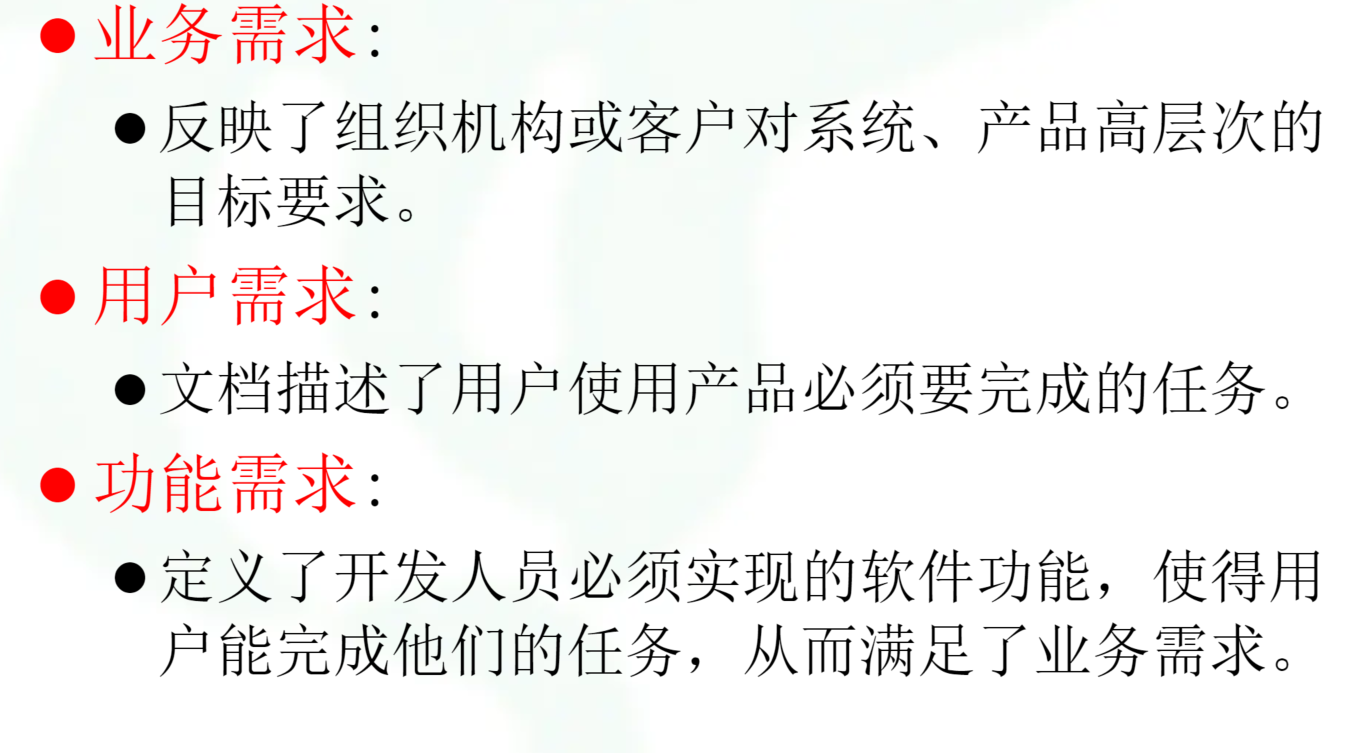 ●业务需求:
●反映了组织机构或客户对系统、产品高层次的
目标要求。
●用户需求:
●文档描述了用户使用产品必须要完成的任务。
●功能需求:
●定义了开发人员必须实现的软件功能，使得用
户能完成他们的任务，从而满足了业务需求。